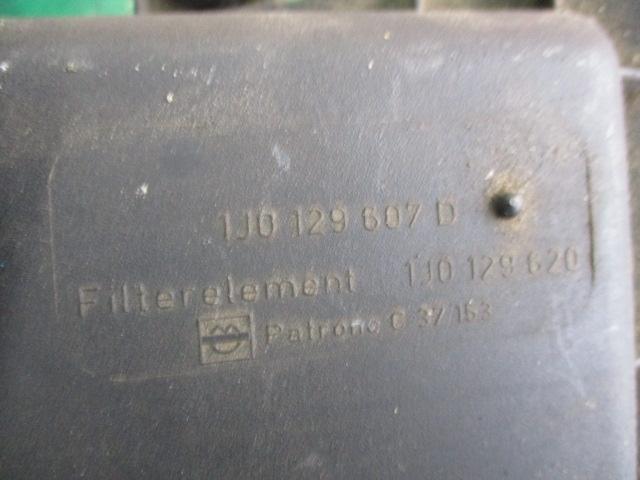 1J0 129 607 D
Filterelement 1J0 129 620
Patrone C 37 153